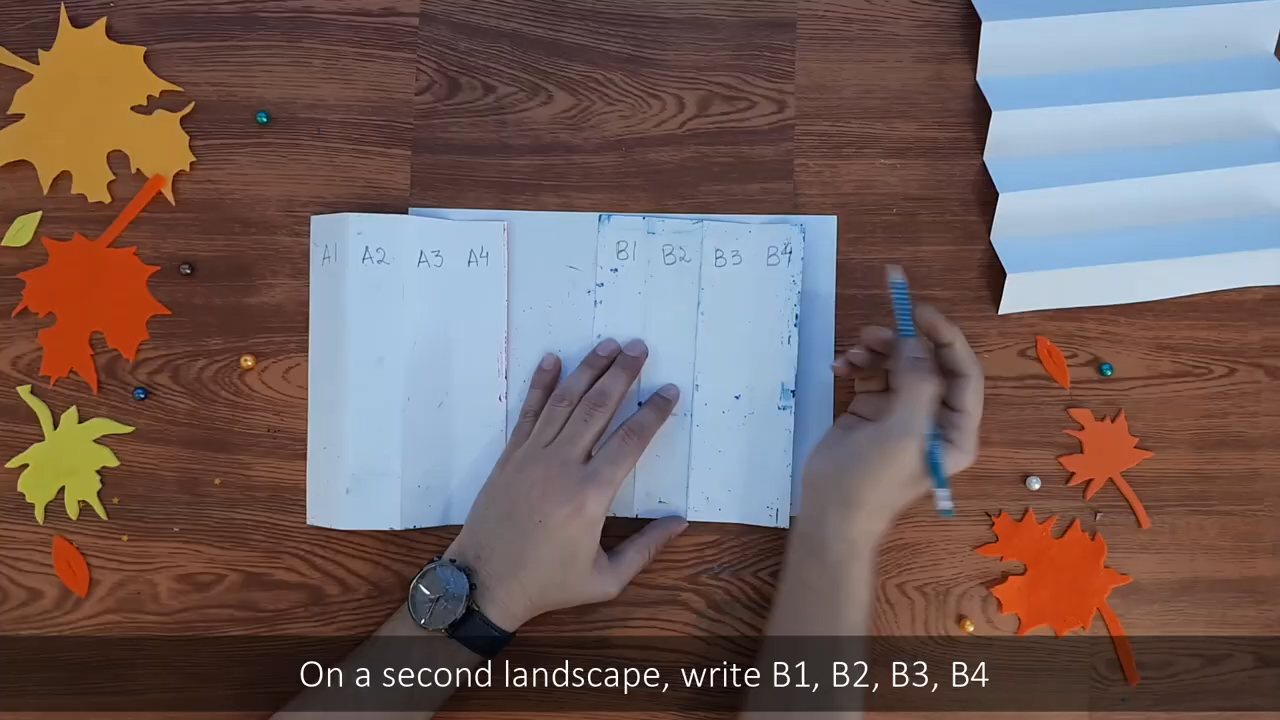 A1 A2 A3 A4 B1 B2 B3 B4
On a second landscape, write B1, B2, B3, B4